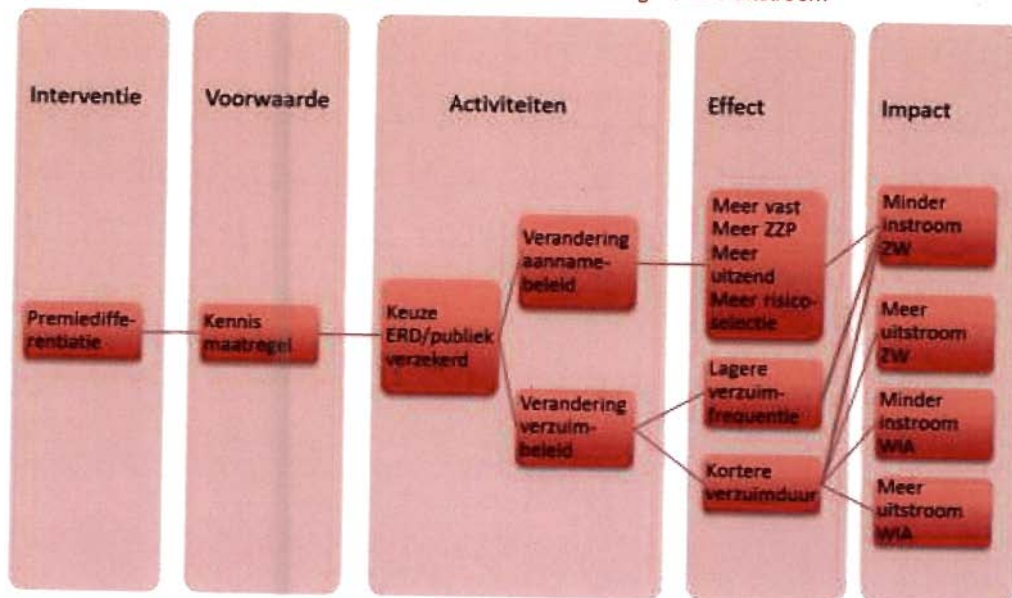 Interventie
Voorwaarde
Activiteiten
Effect
Impact
Premiediffe-
rentiatie
Kennis
maatregel
Keuze
ERD/publiek
verzekerd
Verandering
aanname-
beleid
Verandering
verzuim-
beleid
Meer vast
Meer ZZP
Meer
uitzend
Meer risico-
selectie
Lagere
verzuim-
frequentie
Kortere
verzuimduur
Minder
instroom
ZW
Meer
uitstroom
ZW
Minder
instroom
WIA
Meer
uitstroom
WIA